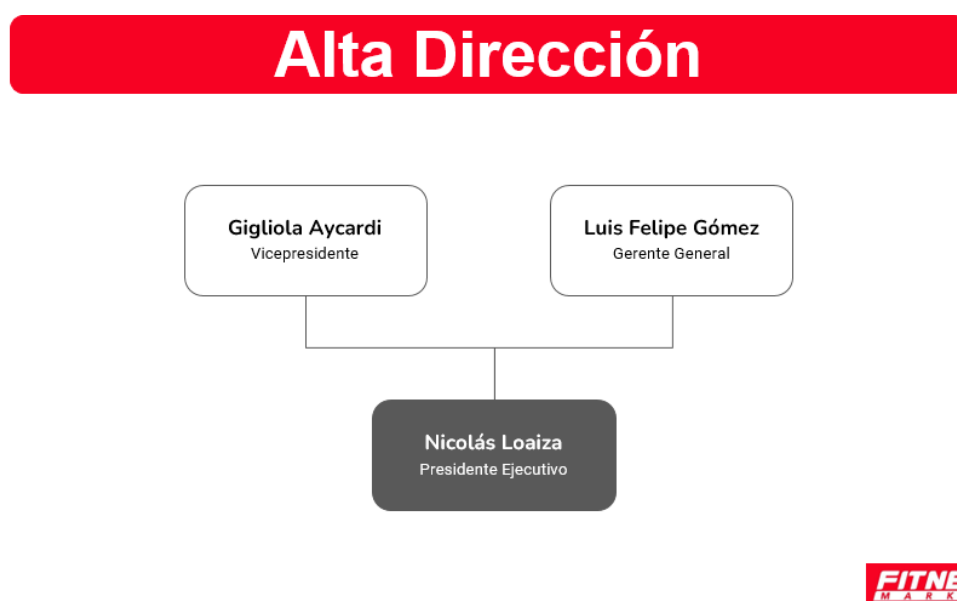 Alta Dirección
Gigliola Aycardi
Vicepresidente
Luis Felipe Gómez
Gerente General
Nicolás Loaiza
Presidente Ejecutivo